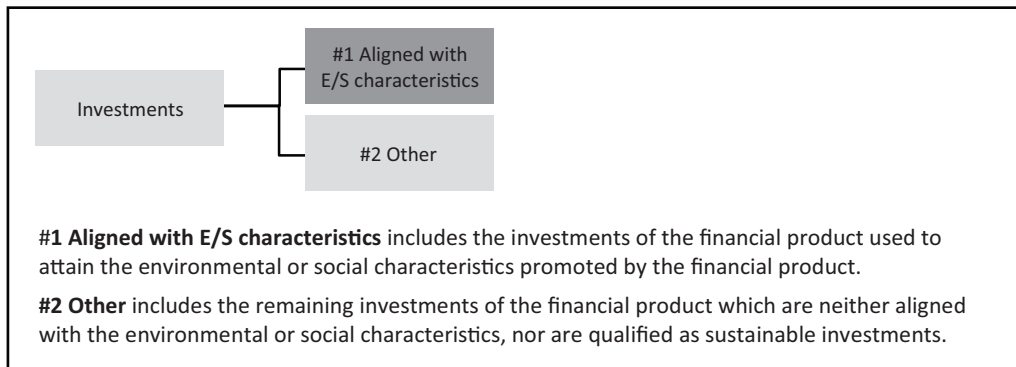 #1 Aligned with
E/S characteristics
Investments
#2 Other
#1 Aligned with E/S characteristics includes the investments of the financial product used to
attain the environmental or social characteristics promoted by the financial product.
#2 Other includes the remaining investments of the financial product which are neither aligned
with the environmental or social characteristics, nor are qualified as sustainable investments.